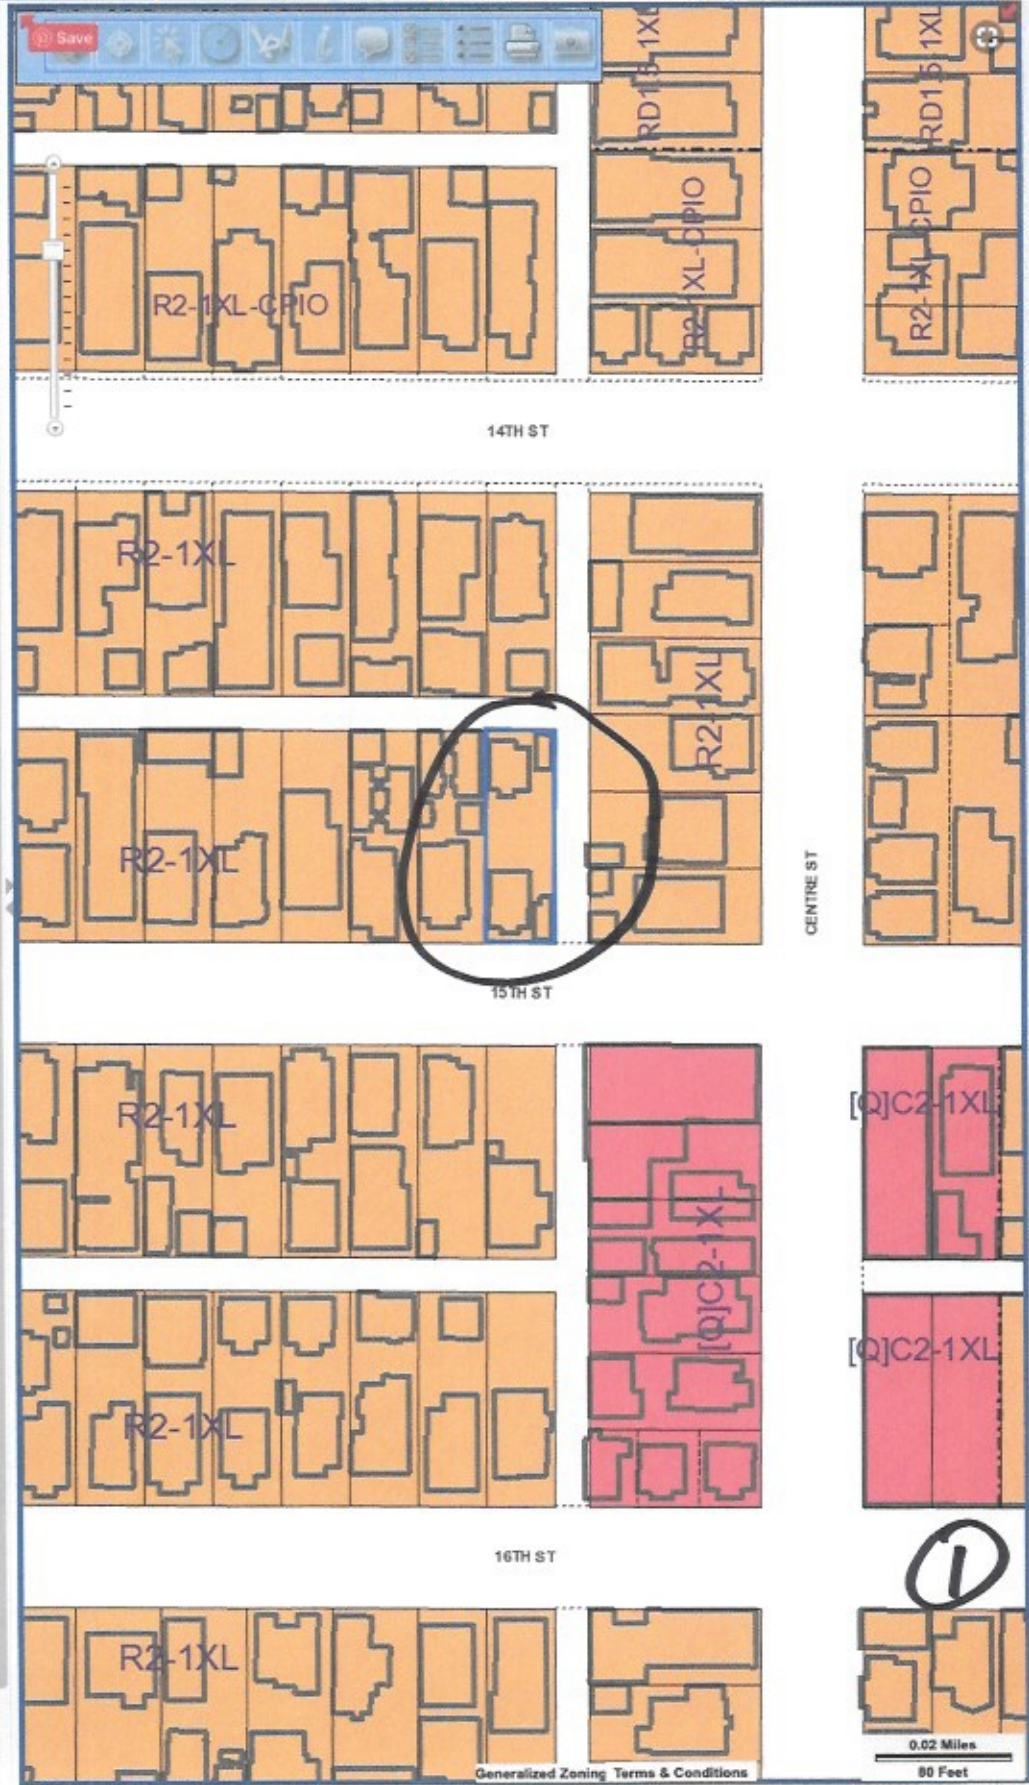 Save
RD1.5-1XL
RD1.5-1XL
R2-1XL-CPIO
R2-1XL-CPIO
R2-1XL-CPIO
14TH ST
R2-1XL
R2-1XL
R2-1XL
CENTRE ST
15TH ST
R2-1XL
[Q]C2-1XL
[Q]C2-1XL
[Q]C2-1XL
R2-1XL
16TH ST
1
R2-1XL
0.02 Miles
80 Feet
Generalized Zoning Terms & Conditions